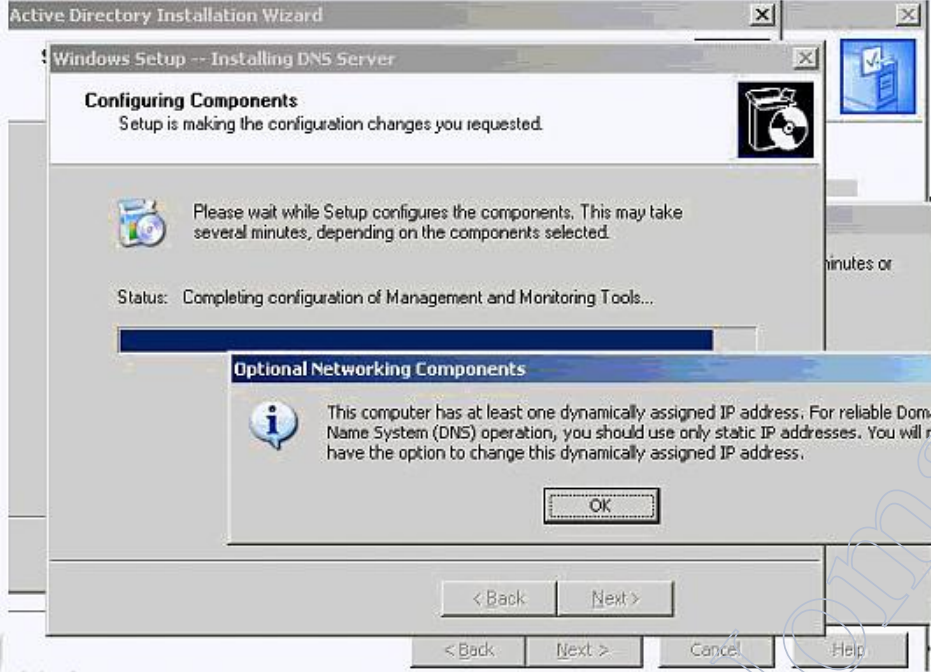 Active Directory Installation Wizard
Windows Setup -- Installing DNS Server
Configuring Components
Setup is making the configuration changes you requested.
Please wait while Setup configures the components. This may take
several minutes, depending on the components selected.
inutes or
Status: Completing configuration of Management and Monitoring Tools...
Optional Networking Components
This computer has at least one dynamically assigned IP address. For reliable Doma
Name System (DNS) operation, you should use only static IP addresses. You will
have the option to change this dynamically assigned IP address.
OK
< Back Next >
< Back Next > Cancel Help